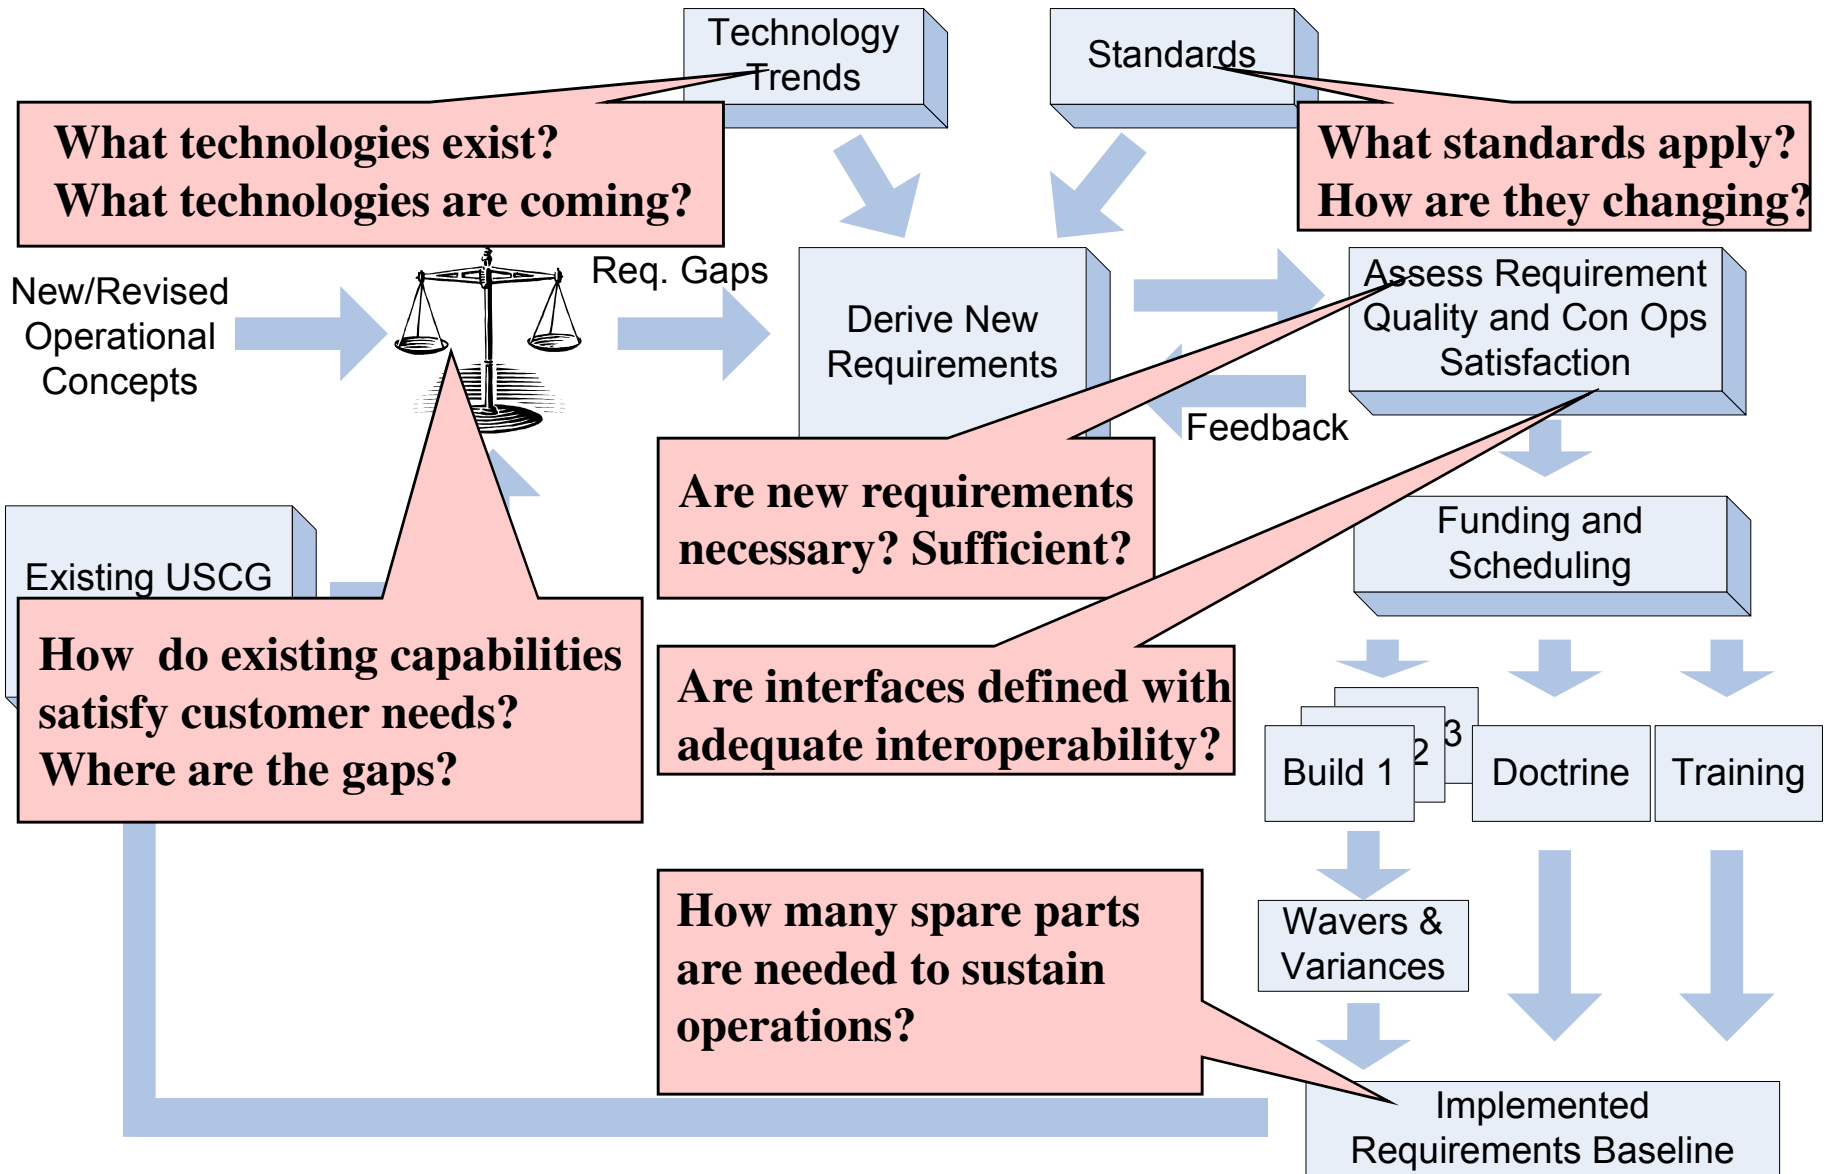 Technology
Trends
Standards
What technologies exist?
What technologies are coming?
What standards apply?
How are they changing?
New/Revised
Operational
Concepts
Req. Gaps
Derive New
Requirements
Assess Requirement
Quality and Con Ops
Satisfaction
Feedback
Are new requirements
necessary? Sufficient?
Funding and
Scheduling
Existing USCG
How do existing capabilities
satisfy customer needs?
Where are the gaps?
Are interfaces defined with
adequate interoperability?
3
2
Build 1
Doctrine
Training
How many spare parts
are needed to sustain
operations?
Wavers &
Variances
Implemented
Requirements Baseline